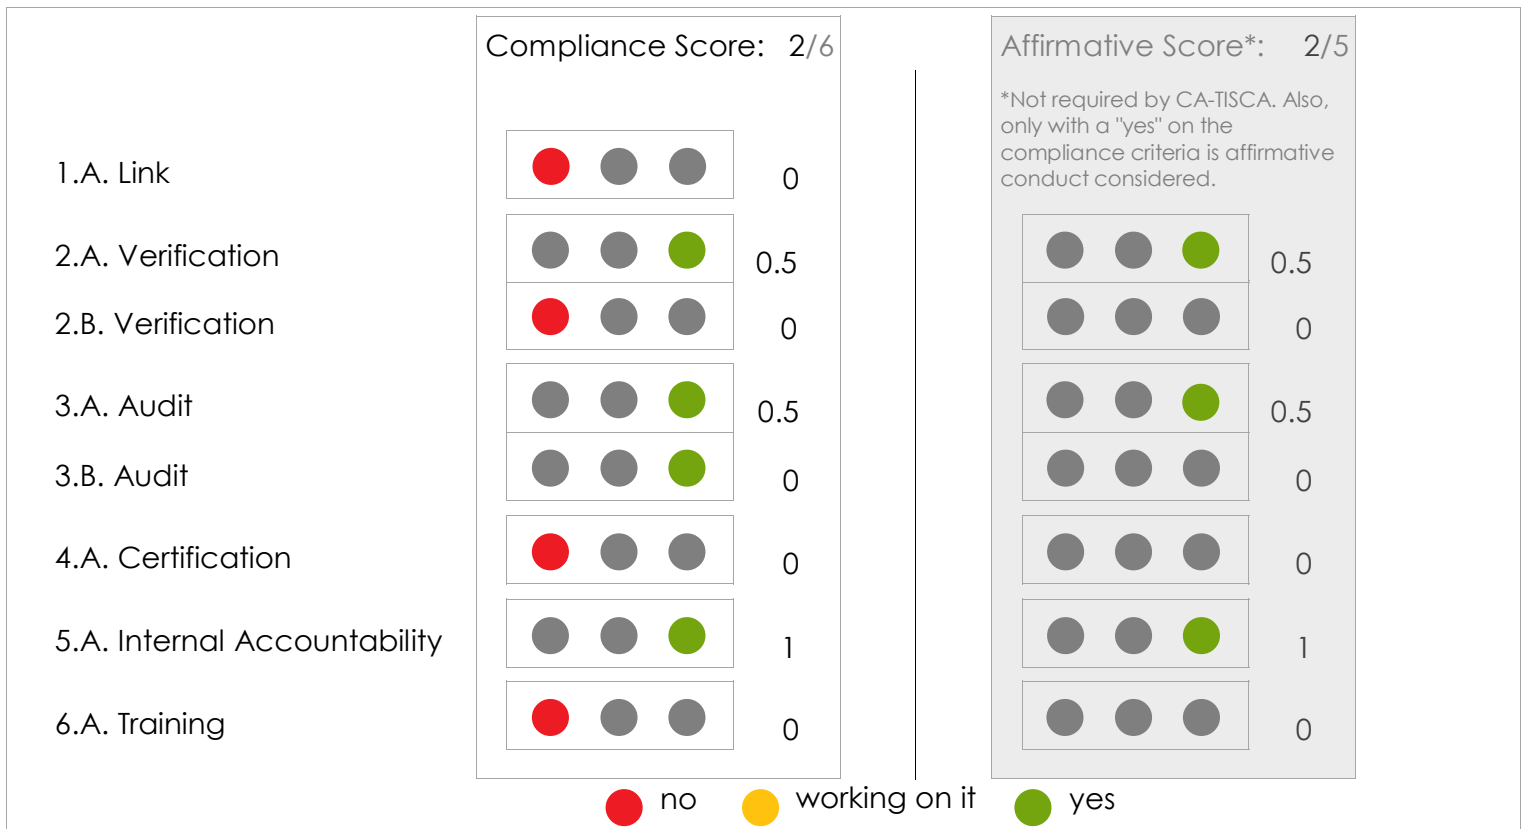 Compliance Score: 2/6
Affirmative Score*: 2/5
*Not required by CA-TISCA. Also,
only with a "yes" on the
compliance criteria is affirmative
conduct considered.
1.A. Link 0
2.A. Verification 0.5 0.5
2.B. Verification 0 0
3.A. Audit 0.5 0.5
3.B. Audit 0 0
4.A. Certification 0 0
5.A. Internal Accountability 1 1
6.A. Training 0 0
no working on it yes